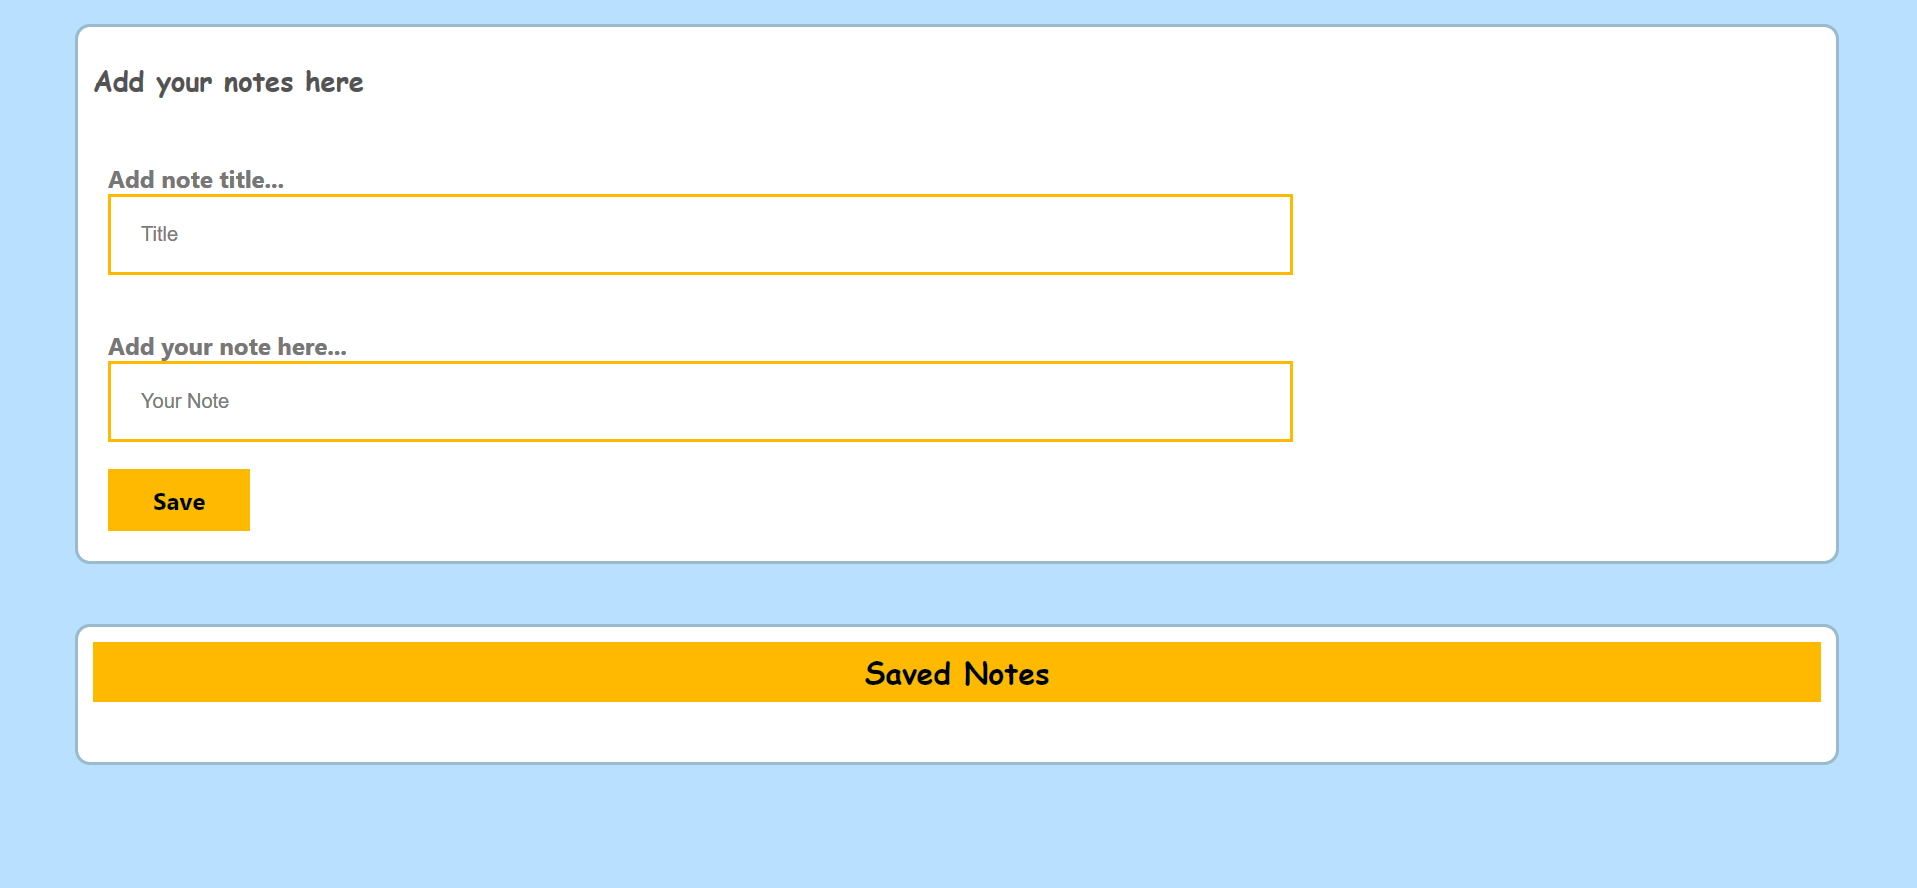 Add your notes here
Add note title...
Title
Add your note here...
Your Note
Save
Saved Notes